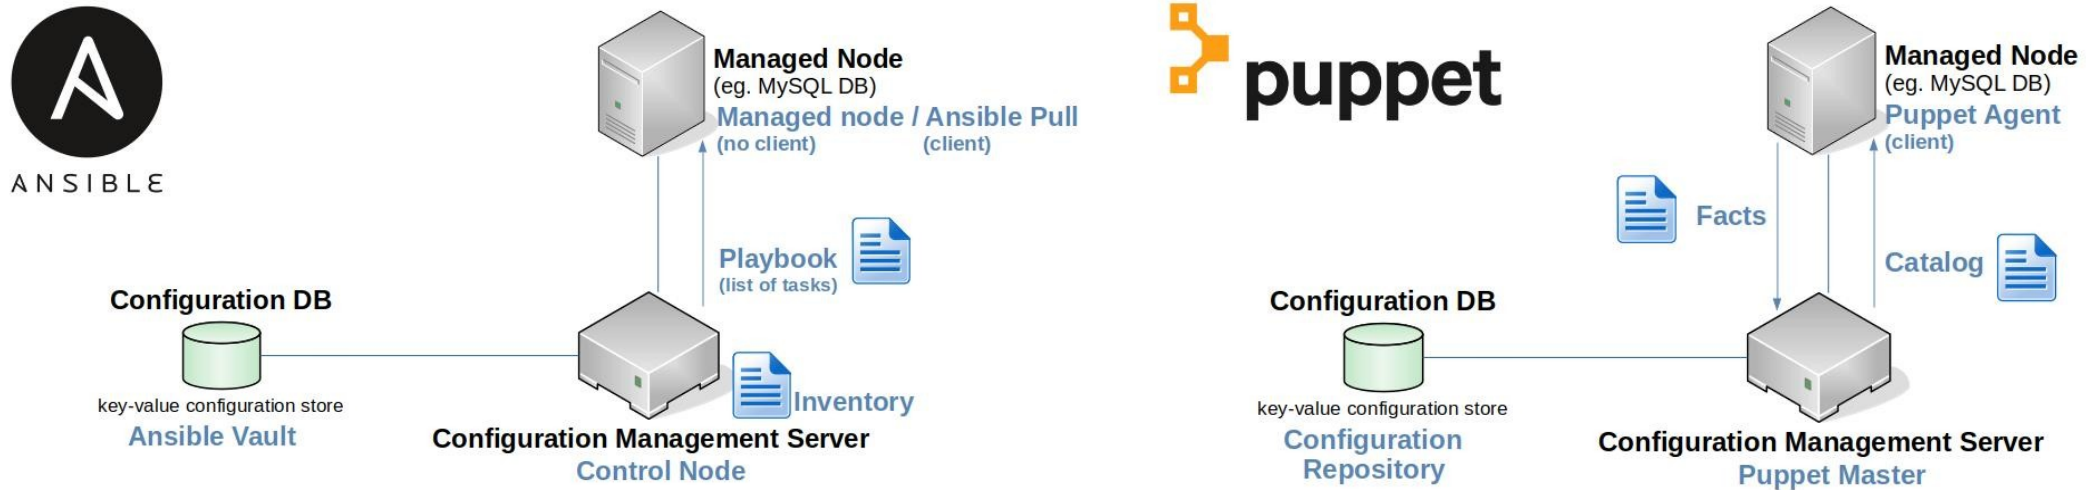 ANSIBLE
Managed Node
(eg. MySQL DB)
Managed node / Ansible Pull
(no client) (client)
Playbook
(list of tasks)
Configuration DB
key-value configuration store
Ansible Vault
Inventory
Configuration Management Server
Control Node
puppet
Managed Node
(eg. MySQL DB)
Puppet Agent
(client)
Facts
Catalog
Configuration DB
key-value configuration store
Configuration
Repository
Configuration Management Server
Puppet Master